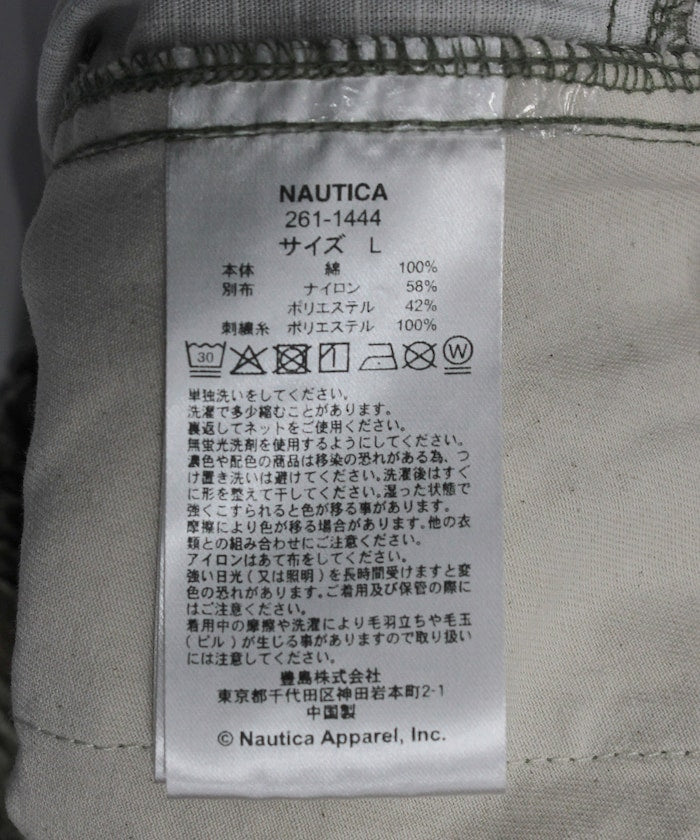 NAUTICA
261-1444
サイズ L
本体 綿 100%
別布 ナイロン 58%
ポリエステル 42%
刺繍糸 ポリエステル 100%
30 W
単独洗いをしてください。
洗濯で多少縮むことがあります。
裏返してネットをご使用ください。
無蛍光洗剤を使用するようにしてください。
濃色や配色の商品は移染の恐れがある為、つ
け置き洗いは避けてください。洗濯後はすぐ
に形を整えて干してください。湿った状態で
強くこすられると色が移る事があります。
摩擦により色が移る場合があります。他の衣
類との組み合わせにご注意ください。
アイロンはあて布をしてください。
強い日光(又は照明)を長時間受けますと変
色の恐れがあります。ご着用及び保管の際に
はご注意ください。
着用中の摩擦や洗濯により毛羽立ちや毛玉
(ピル)が生じる事がありますので取り扱い
には注意してください。
豊島株式会社
東京都千代田区神田岩本町2-1
中国製
© Nautica Apparel, Inc.